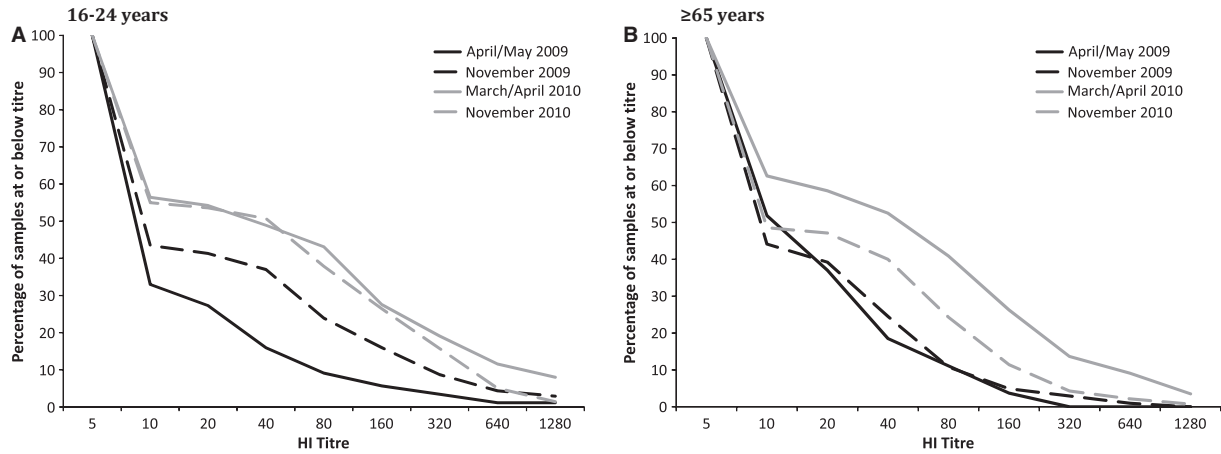 16-24 years
A
100
90
80
70
60
50
40
30
20
10
0
Percentage of samples at or below titre
April/May 2009
November 2009
March/April 2010
November 2010
5 10 20 40 80 160 320 640 1280
HI Titre
≥65 years
B
100
90
80
70
60
50
40
30
20
10
0
Percentage of samples at or below titre
April/May 2009
November 2009
March/April 2010
November 2010
5 10 20 40 80 160 320 640 1280
HI Titre